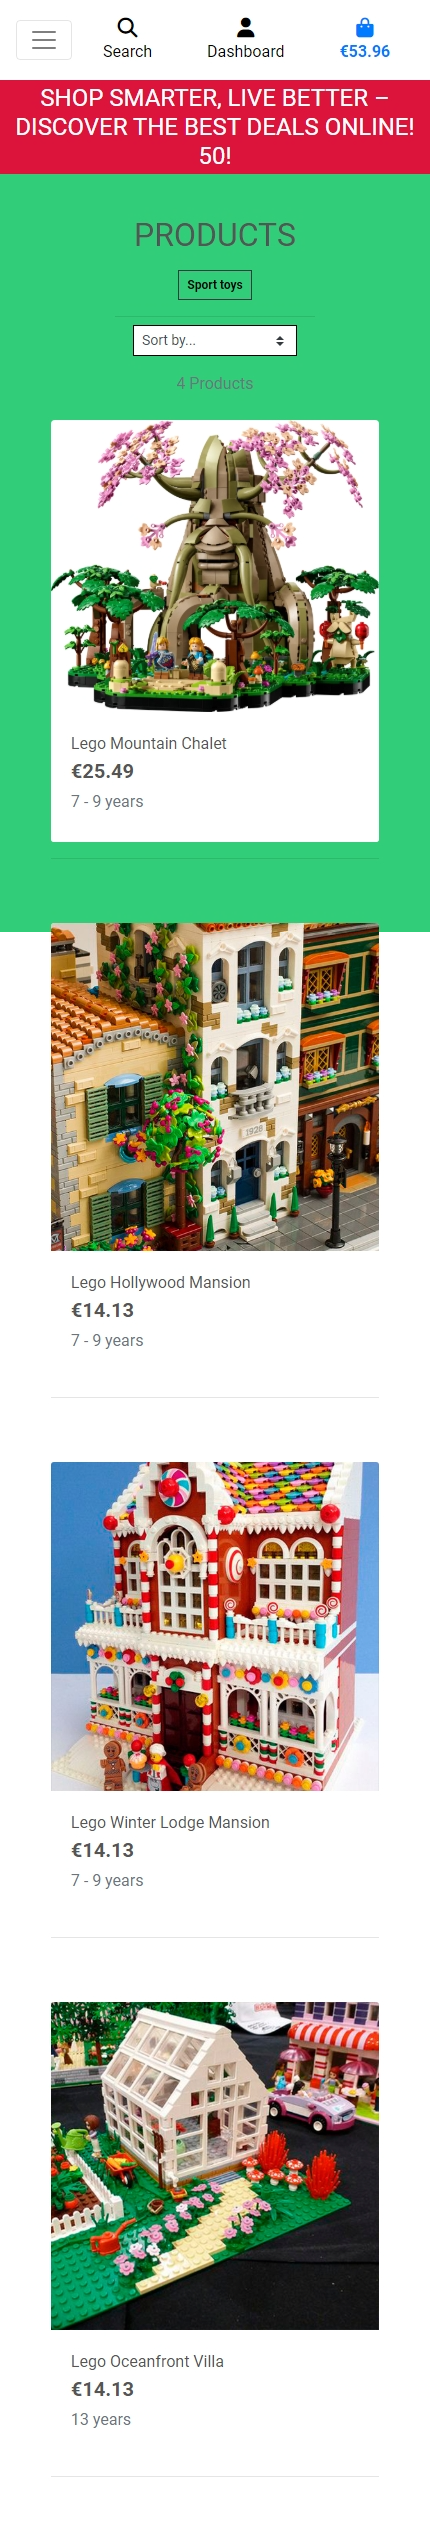 Search
Dashboard
€53.96
SHOP SMARTER, LIVE BETTER –
DISCOVER THE BEST DEALS ONLINE!
50!
PRODUCTS
Sport toys
Sort by...
4 Products
Lego Mountain Chalet
€25.49
7 - 9 years
1928
Lego Hollywood Mansion
€14.13
7 - 9 years
Lego Winter Lodge Mansion
€14.13
7 - 9 years
Lego Oceanfront Villa
€14.13
13 years